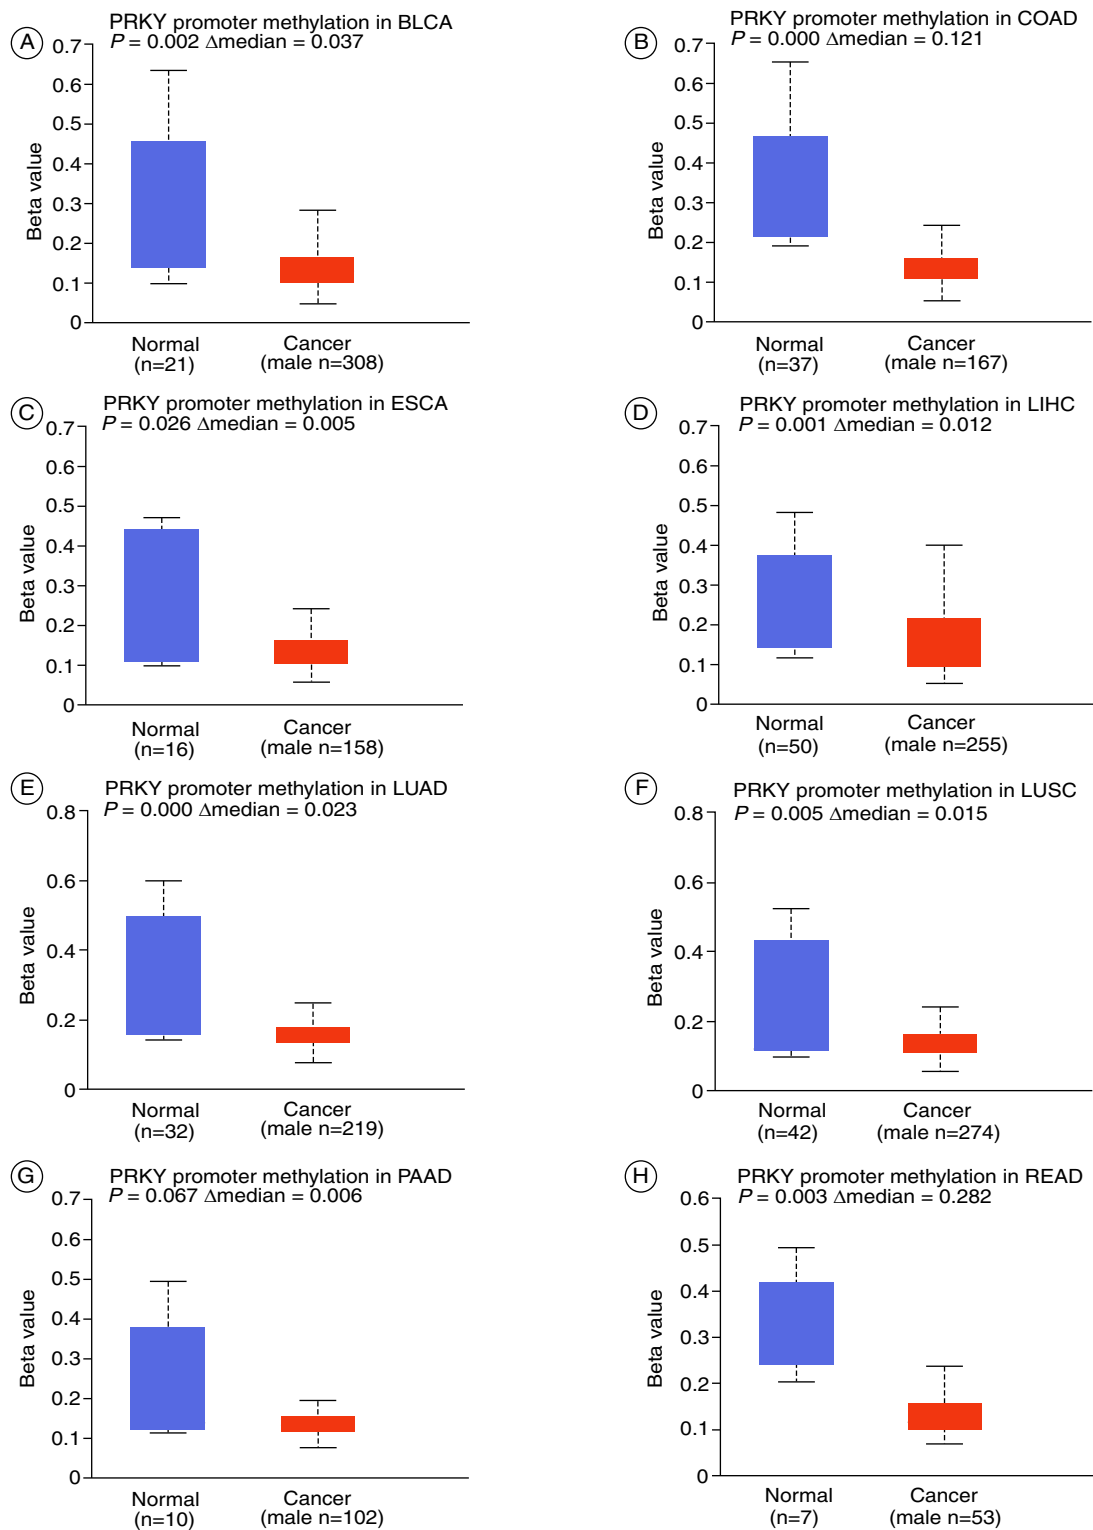 A
PRKY promoter methylation in BLCA
P = 0.002 Δmedian = 0.037
0.7
0.6
0.5
0.4
0.3
0.2
0.1
0
Beta value
Normal
(n=21)
Cancer
(male n=308)
B
PRKY promoter methylation in COAD
P = 0.000 Δmedian = 0.121
0.7
0.6
0.5
0.4
0.3
0.2
0.1
0
Beta value
Normal
(n=37)
Cancer
(male n=167)
C
PRKY promoter methylation in ESCA
P = 0.026 Δmedian = 0.005
0.7
0.6
0.5
0.4
0.3
0.2
0.1
0
Beta value
Normal
(n=16)
Cancer
(male n=158)
D
PRKY promoter methylation in LIHC
P = 0.001 Δmedian = 0.012
0.7
0.6
0.5
0.4
0.3
0.2
0.1
0
Beta value
Normal
(n=50)
Cancer
(male n=255)
E
PRKY promoter methylation in LUAD
P = 0.000 Δmedian = 0.023
0.8
0.6
0.4
0.2
0
Beta value
Normal
(n=32)
Cancer
(male n=219)
F
PRKY promoter methylation in LUSC
P = 0.005 Δmedian = 0.015
0.8
0.6
0.4
0.2
0
Beta value
Normal
(n=42)
Cancer
(male n=274)
G
PRKY promoter methylation in PAAD
P = 0.067 Δmedian = 0.006
0.7
0.6
0.5
0.4
0.3
0.2
0.1
0
Beta value
Normal
(n=10)
Cancer
(male n=102)
H
PRKY promoter methylation in READ
P = 0.003 Δmedian = 0.282
0.6
0.5
0.4
0.3
0.2
0.1
0
Beta value
Normal
(n=7)
Cancer
(male n=53)